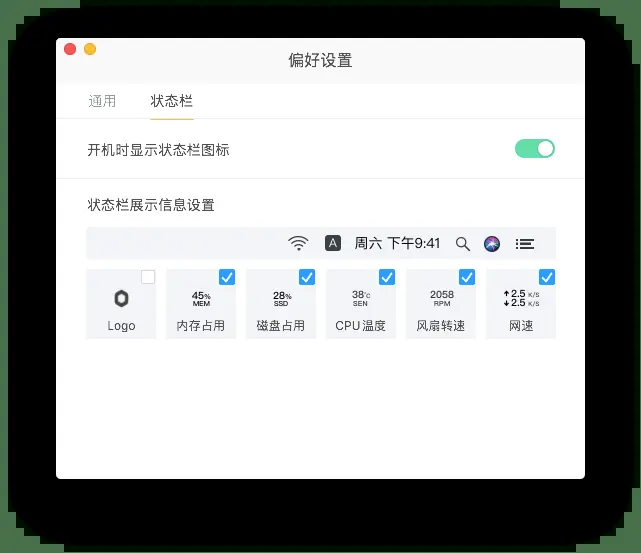 偏好设置
通用 状态栏
开机时显示状态栏图标
状态栏展示信息设置
A 周六 下午9:41
45% 28% 38°c 2058 ↑ 2.5 K/S
MEM SSD SEN RPM ↓ 2.5 K/S
Logo 内存占用 磁盘占用 CPU温度 风扇转速 网速